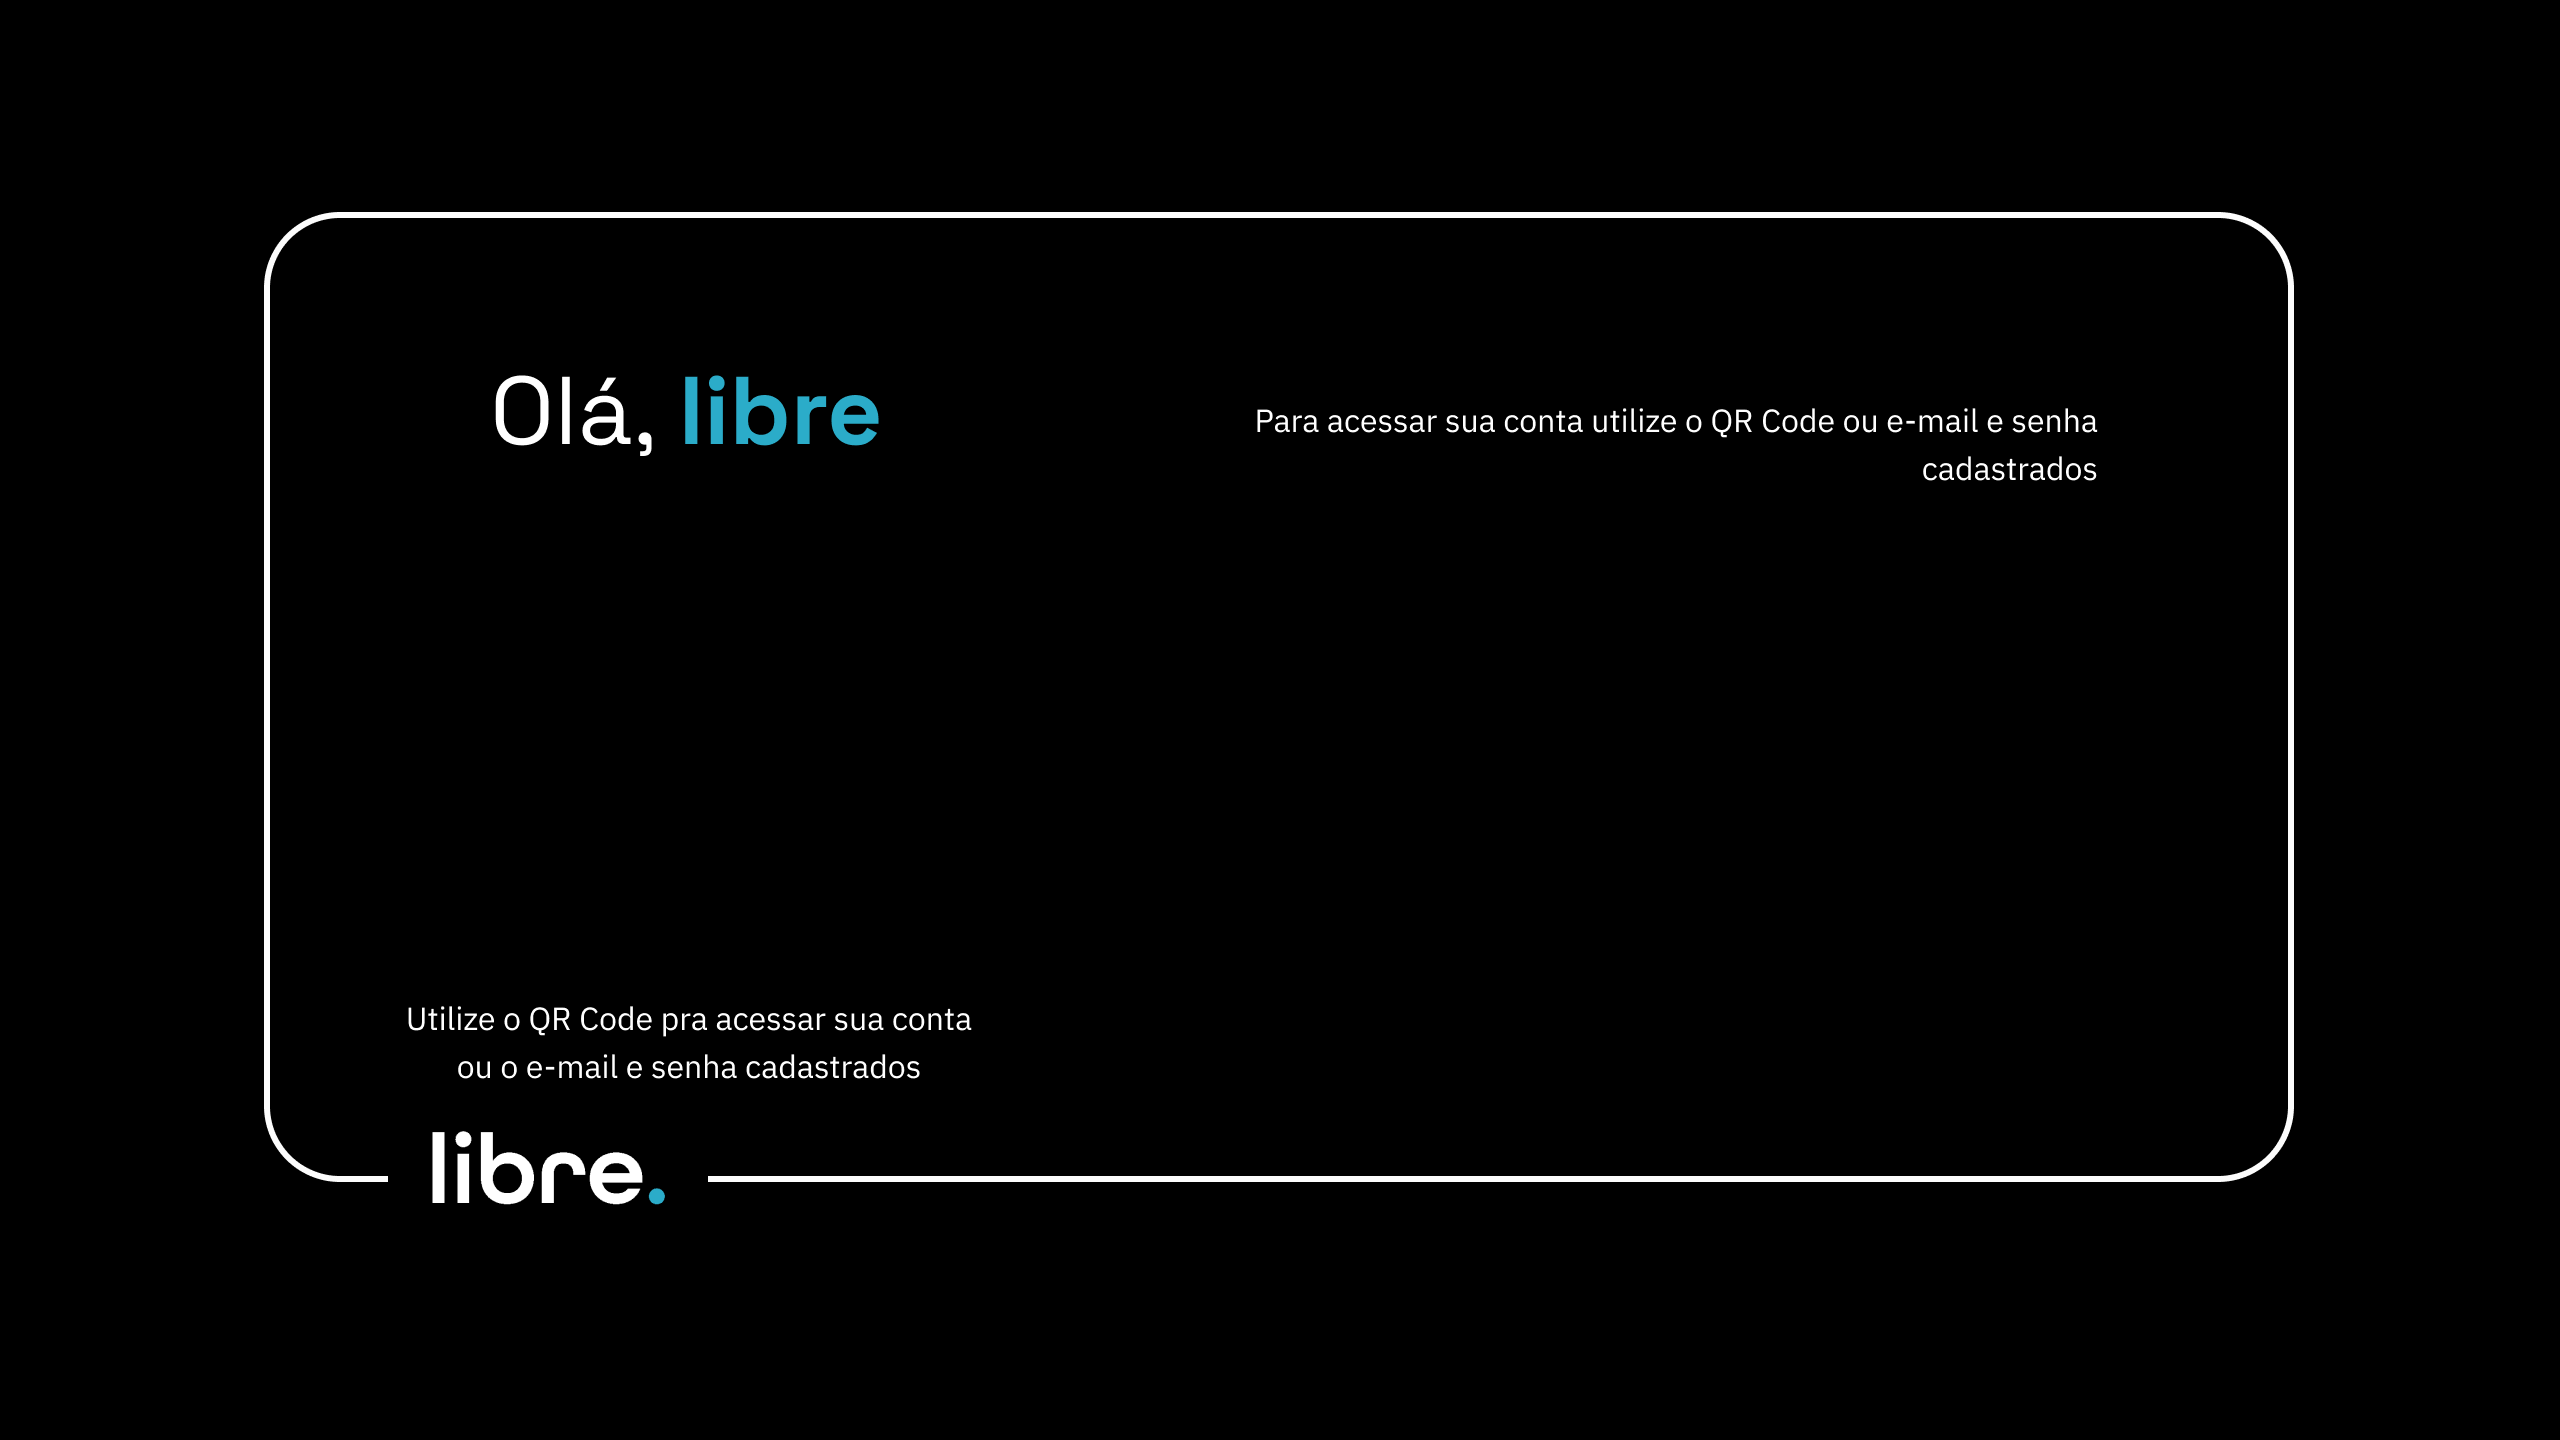 Olá, libre
Para acessar sua conta utilize o QR Code ou e-mail e senha
cadastrados
Utilize o QR Code pra acessar sua conta
ou o e-mail e senha cadastrados
libre.